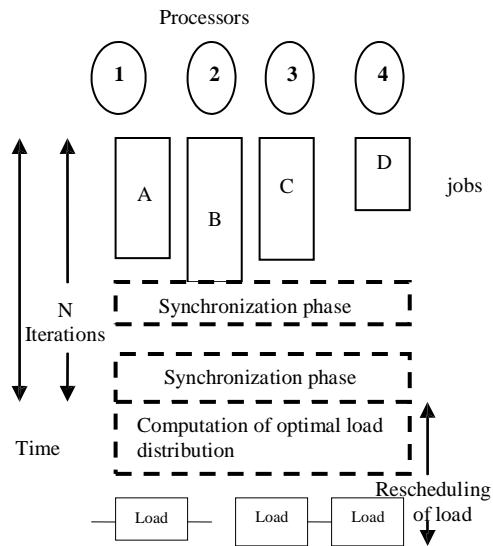 Processors
1 2 3 4
A B C D
jobs
Synchronization phase
N
Iterations
Synchronization phase
Computation of optimal load
distribution
Time
Rescheduling
of load
Load Load Load